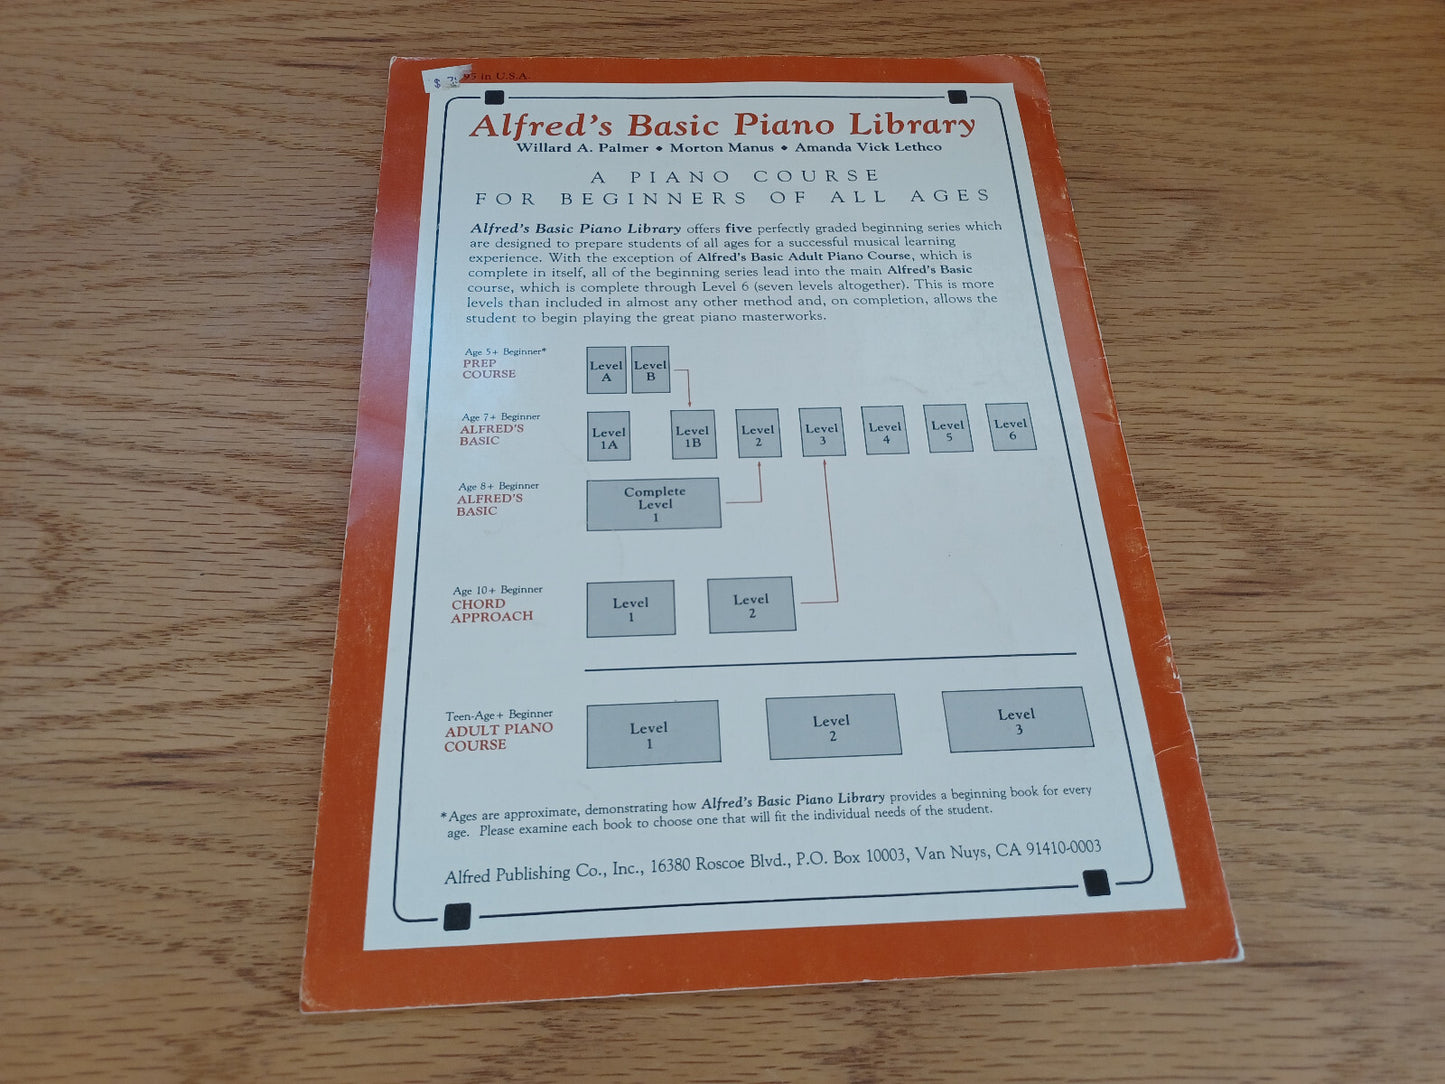 95 in U.S.A.
$
Alfred's Basic Piano Library
Willard A. Palmer • Morton Manus • Amanda Vick Lethco
A PIANO COURSE
FOR BEGINNERS OF ALL AGES
Alfred's Basic Piano Library offers five perfectly graded beginning series which
are designed to prepare students of all ages for a successful musical learning
experience. With the exception of Alfred's Basic Adult Piano Course, which is
complete in itself, all of the beginning series lead into the main Alfred's Basic
course, which is complete through Level 6 (seven levels altogether). This is more
levels than included in almost any other method and, on completion, allows the
student to begin playing the great piano masterworks.
Age 5+ Beginner*
PREP
COURSE
Level
A
Level
B
Age 7+ Beginner
ALFRED'S
BASIC
Level
1A
Level
1B
Level
2
Level
3
Level
4
Level
5
Level
6
Age 8+ Beginner
ALFRED'S
BASIC
Complete
Level
1
Age 10+ Beginner
CHORD
APPROACH
Level
1
Level
2
Teen-Age+ Beginner
ADULT PIANO
COURSE
Level
1
Level
2
Level
3
*Ages are approximate, demonstrating how Alfred's Basic Piano Library provides a beginning book for every
age. Please examine each book to choose one that will fit the individual needs of the student.
Alfred Publishing Co., Inc., 16380 Roscoe Blvd., P.O. Box 10003, Van Nuys, CA 91410-0003